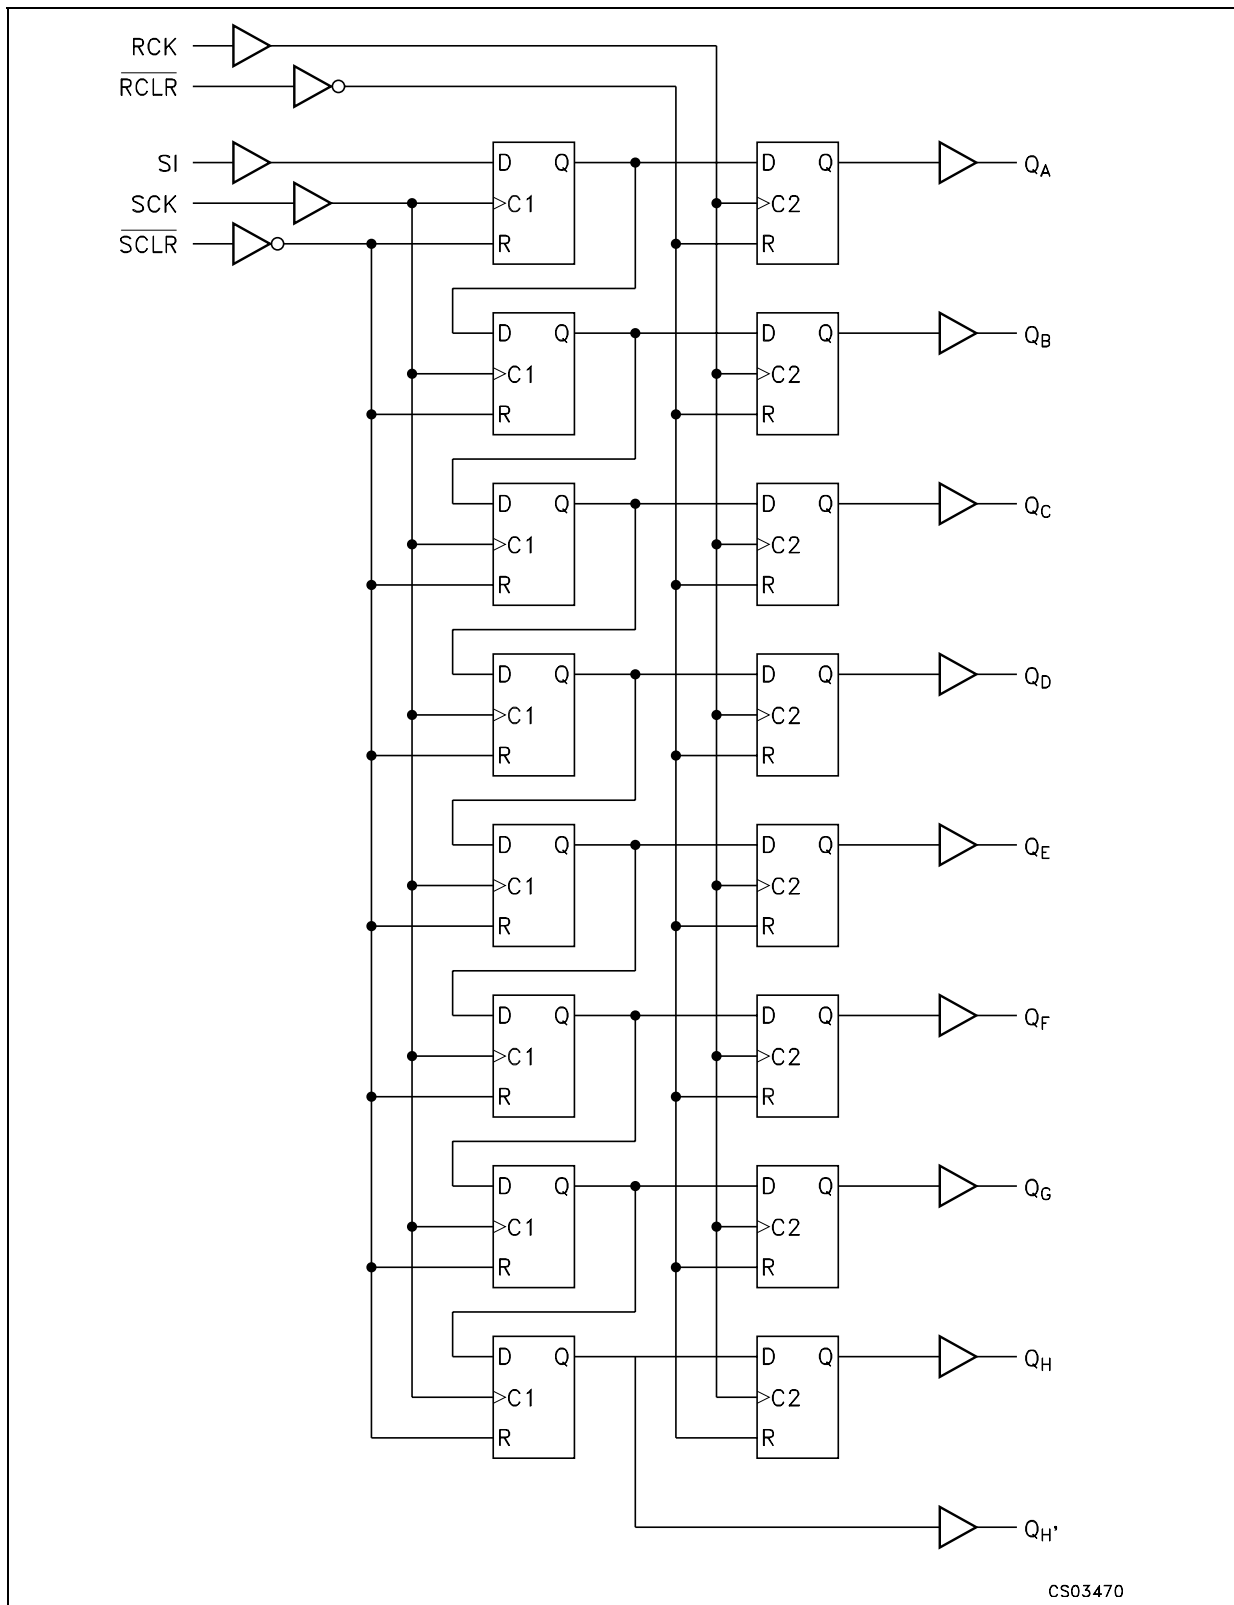 RCK
RCLR
SI D Q D Q QA
SCK C1 C2
SCLR R R
D Q D Q QB
C1 C2
R R
D Q D Q QC
C1 C2
R R
D Q D Q QD
C1 C2
R R
D Q D Q QE
C1 C2
R R
D Q D Q QF
C1 C2
R R
D Q D Q QG
C1 C2
R R
D Q D Q QH
C1 C2
R R
QH'
CS03470